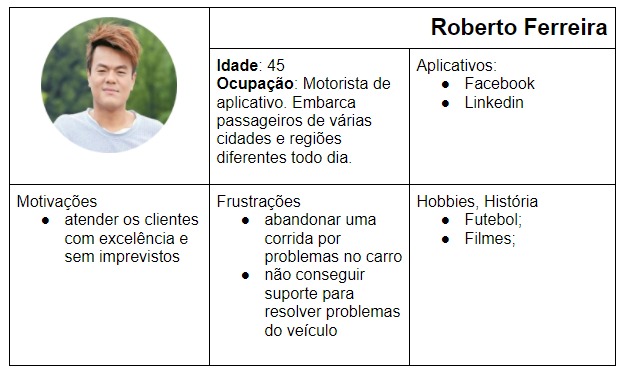 Roberto Ferreira
Idade: 45
Ocupação: Motorista de
aplicativo. Embarca
passageiros de várias
cidades e regiões
diferentes todo dia.
Aplicativos:
● Facebook
● Linkedin
Motivações
● atender os clientes
com excelência e
sem imprevistos
Frustrações
● abandonar uma
corrida por
problemas no carro
● não conseguir
suporte para
resolver problemas
do veículo
Hobbies, História
● Futebol;
● Filmes;